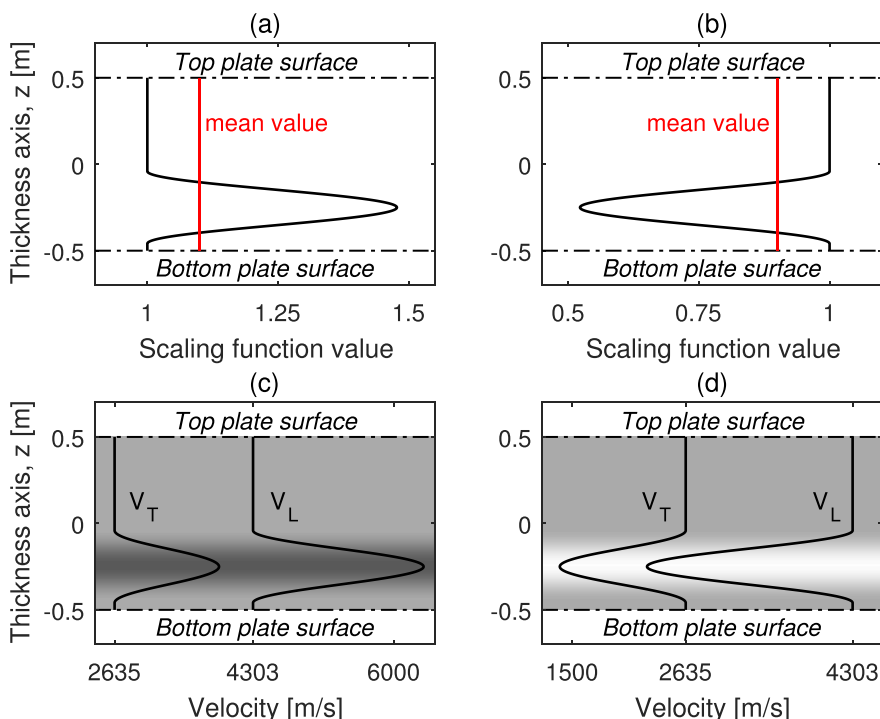 (a)
Top plate surface
mean value
Bottom plate surface
0.5
0
-0.5
Thickness axis, z [m]
1 1.25 1.5
Scaling function value
(b)
Top plate surface
mean value
Bottom plate surface
0.5
0
-0.5
0.5 0.75 1
Scaling function value
(c)
Top plate surface
V_T V_L
Bottom plate surface
0.5
0
-0.5
Thickness axis, z [m]
2635 4303 6000
Velocity [m/s]
(d)
Top plate surface
V_T V_L
Bottom plate surface
0.5
0
-0.5
1500 2635 4303
Velocity [m/s]